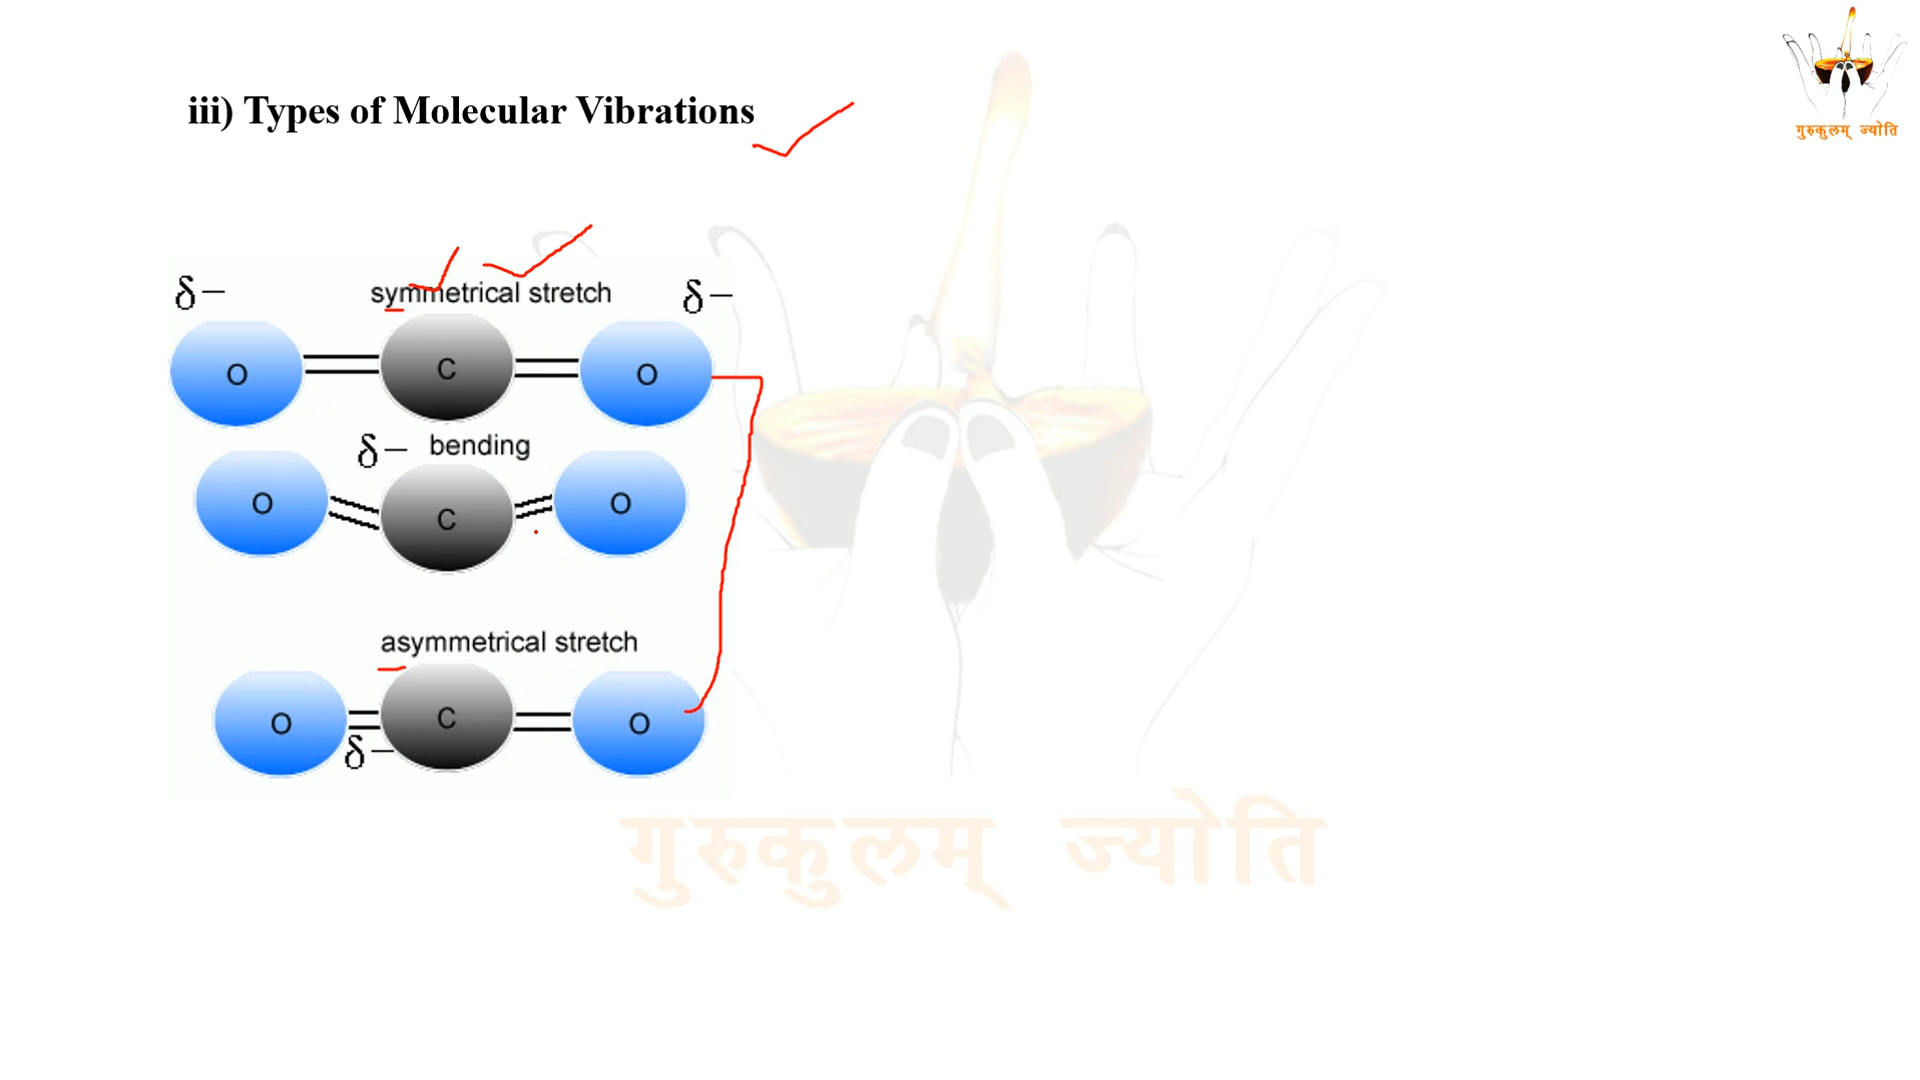 iii) Types of Molecular Vibrations
गुरुकुलम् ज्योति
δ–
symmetrical stretch
δ–
O
C
O
δ–
bending
O
C
O
asymmetrical stretch
O
C
O
δ–
गुरुकुलम् ज्योति